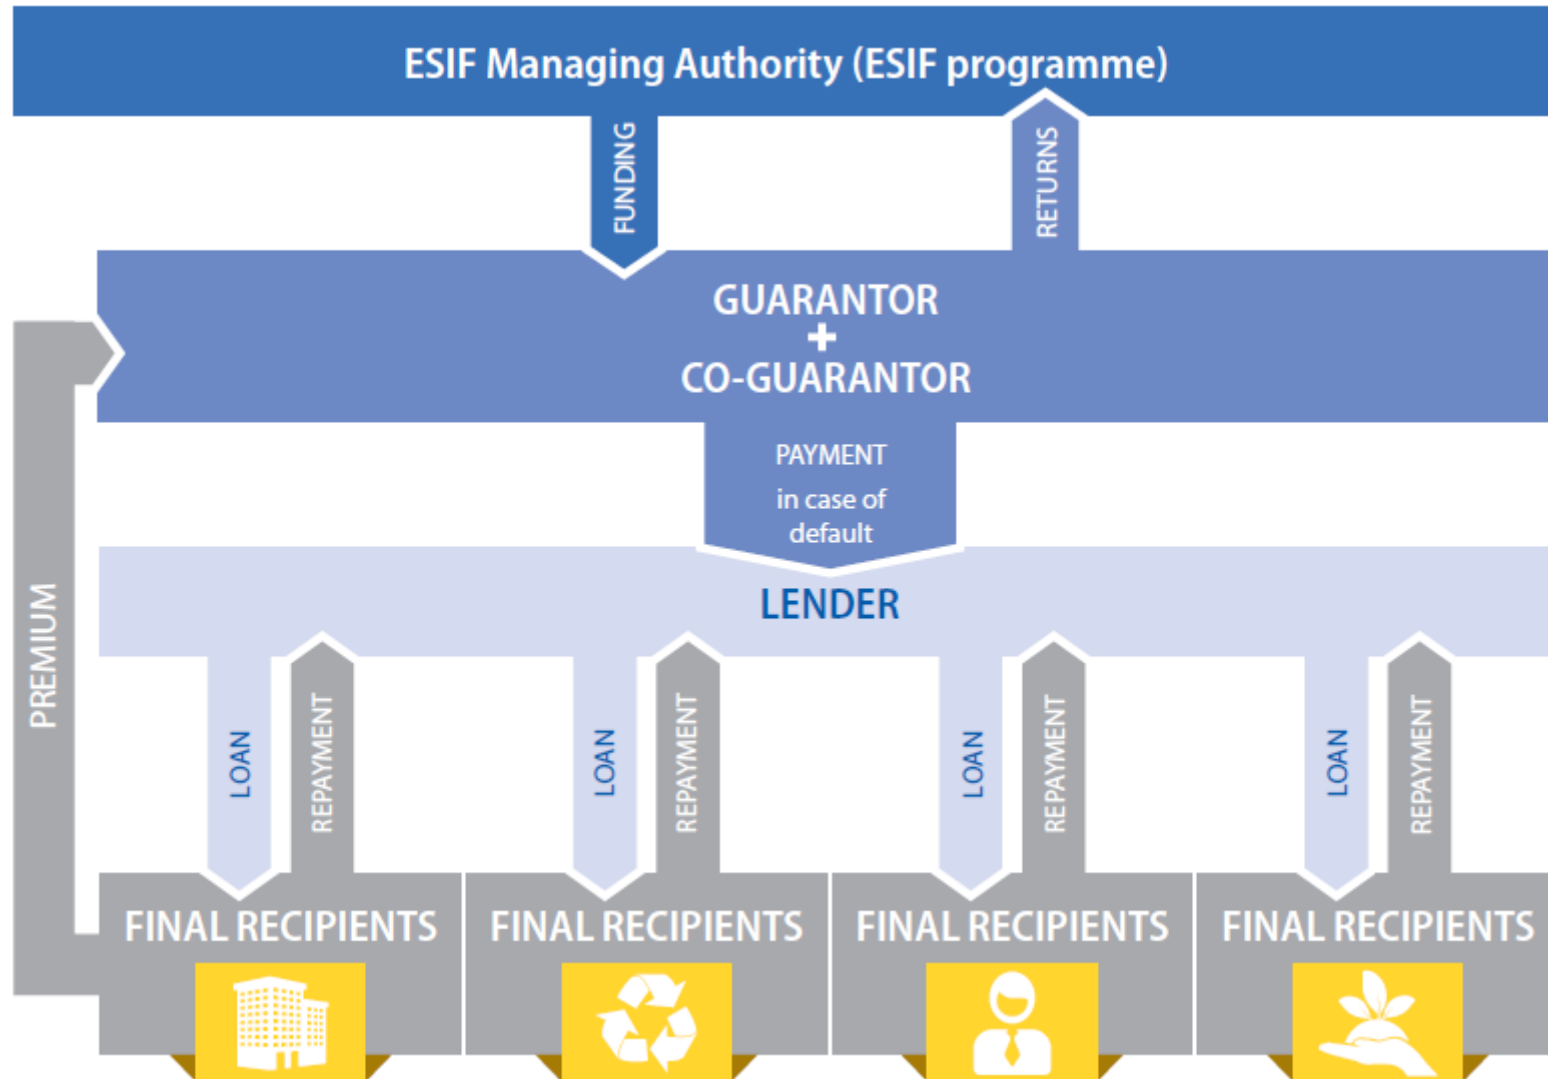 ESIF Managing Authority (ESIF programme)
FUNDING
RETURNS
GUARANTOR
+
CO-GUARANTOR
PAYMENT
in case of
default
LENDER
PREMIUM
LOAN
REPAYMENT
LOAN
REPAYMENT
LOAN
REPAYMENT
LOAN
REPAYMENT
FINAL RECIPIENTS
FINAL RECIPIENTS
FINAL RECIPIENTS
FINAL RECIPIENTS